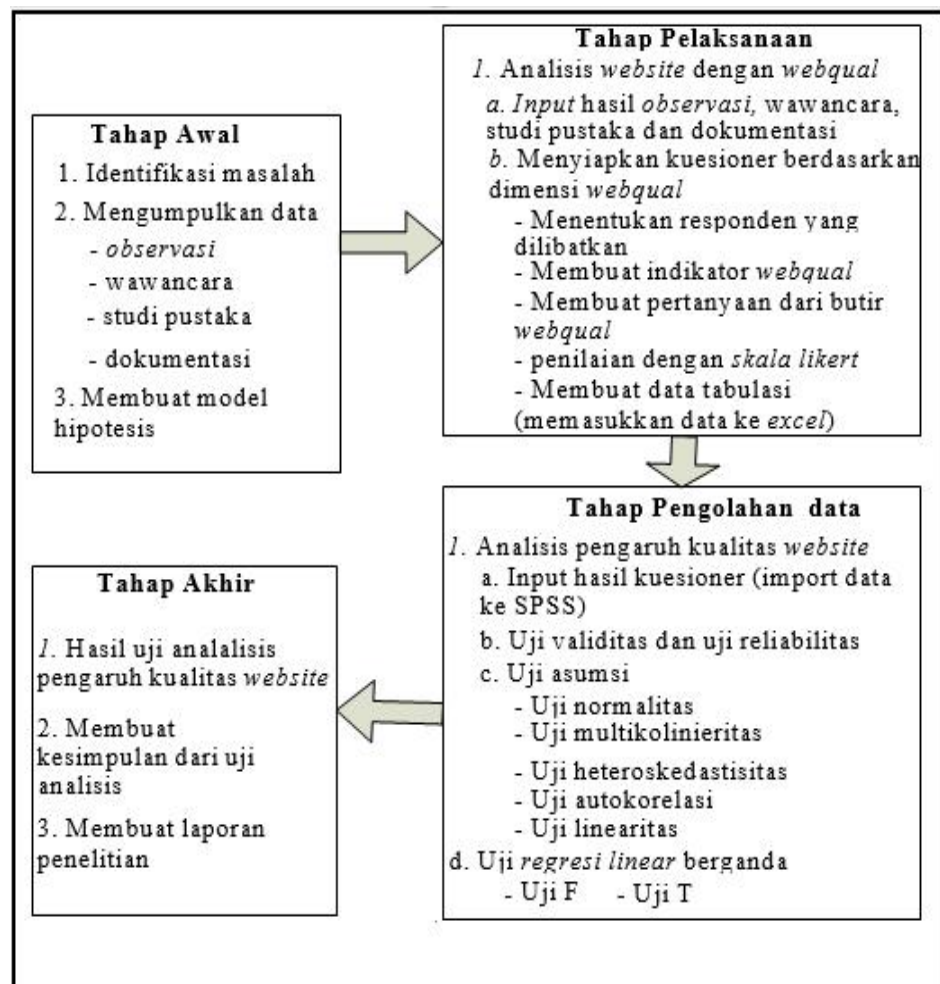 Tahap Awal
1. Identifikasi masalah
2. Mengumpulkan data
- observasi
- wawancara
- studi pustaka
- dokumentasi
3. Membuat model
hipotesis
Tahap Pelaksanaan
1. Analisis website dengan webqual
a. Input hasil observasi, wawancara,
studi pustaka dan dokumentasi
b. Menyiapkan kuesioner berdasarkan
dimensi webqual
- Menentukan responden yang
dilibatkan
- Membuat indikator webqual
- Membuat pertanyaan dari butir
webqual
- penilaian dengan skala likert
- Membuat data tabulasi
(memasukkan data ke excel)
Tahap Pengolahan data
1. Analisis pengaruh kualitas website
a. Input hasil kuesioner (import data
ke SPSS)
b. Uji validitas dan uji reliabilitas
c. Uji asumsi
- Uji normalitas
- Uji multikolinieritas
- Uji heteroskedastisitas
- Uji autokorelasi
- Uji linearitas
d. Uji regresi linear berganda
- Uji F - Uji T
Tahap Akhir
1. Hasil uji analalisis
pengaruh kualitas website
2. Membuat
kesimpulan dari uji
analisis
3. Membuat laporan
penelitian